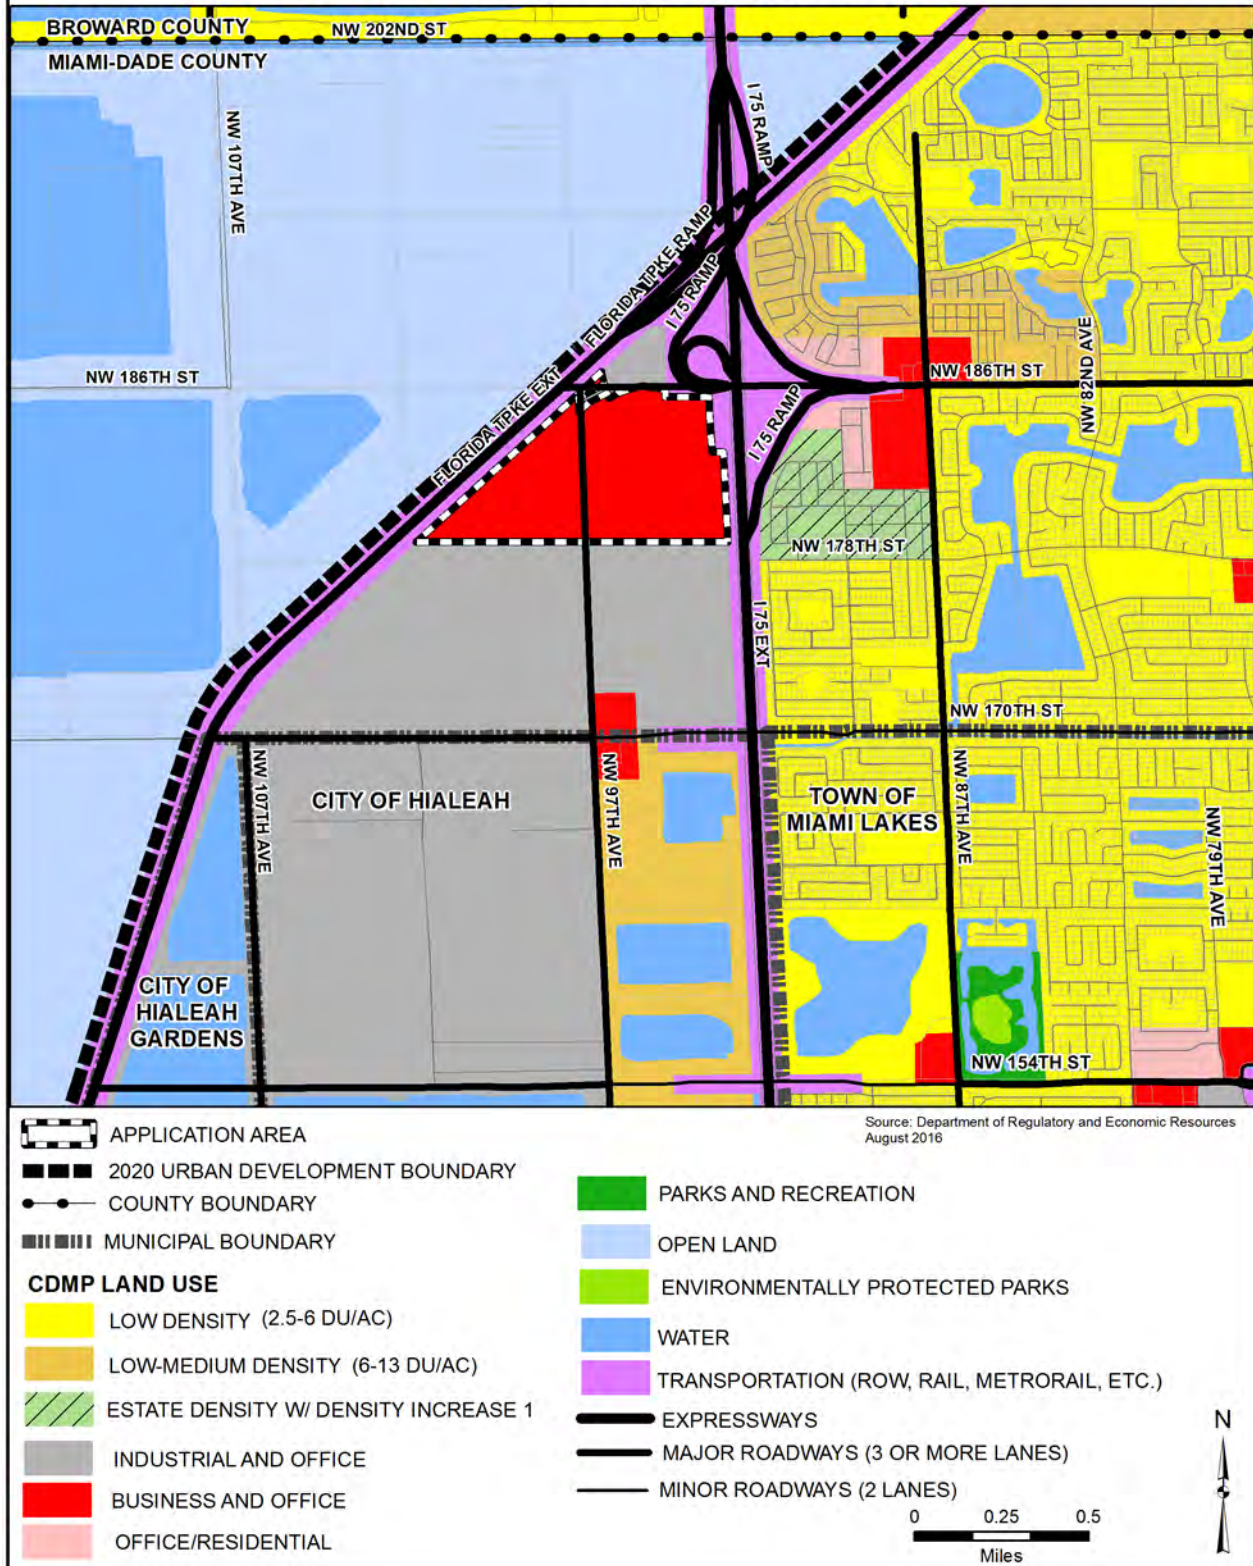 BROWARD COUNTY
NW 202ND ST
MIAMI-DADE COUNTY
NW 107TH AVE
I 75 RAMP
FLORIDA TPKE RAMP
I 75 RAMP
NW 82ND AVE
NW 186TH ST
NW 186TH ST
FLORIDA TPKE EXT
I 75 RAMP
NW 178TH ST
I 75 EXT
NW 170TH ST
NW 107TH AVE
CITY OF HIALEAH
NW 97TH AVE
TOWN OF
MIAMI LAKES
NW 87TH AVE
NW 79TH AVE
CITY OF
HIALEAH
GARDENS
NW 154TH ST
Source: Department of Regulatory and Economic Resources
August 2016
APPLICATION AREA
2020 URBAN DEVELOPMENT BOUNDARY
COUNTY BOUNDARY
MUNICIPAL BOUNDARY
CDMP LAND USE
LOW DENSITY (2.5-6 DU/AC)
LOW-MEDIUM DENSITY (6-13 DU/AC)
ESTATE DENSITY W/ DENSITY INCREASE 1
INDUSTRIAL AND OFFICE
BUSINESS AND OFFICE
OFFICE/RESIDENTIAL
PARKS AND RECREATION
OPEN LAND
ENVIRONMENTALLY PROTECTED PARKS
WATER
TRANSPORTATION (ROW, RAIL, METRORAIL, ETC.)
EXPRESSWAYS
MAJOR ROADWAYS (3 OR MORE LANES)
MINOR ROADWAYS (2 LANES)
N
0 0.25 0.5
Miles